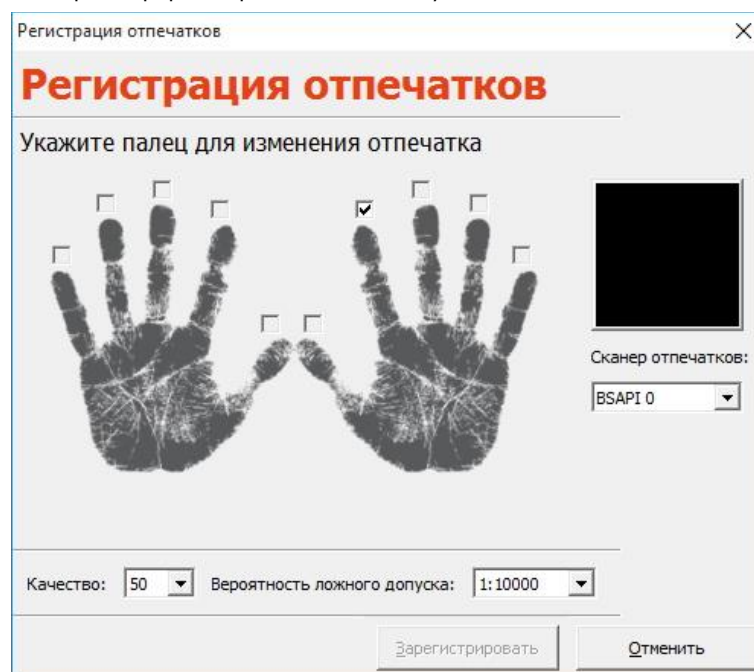 Регистрация отпечатков
Регистрация отпечатков
Укажите палец для изменения отпечатка
Сканер отпечатков:
BSAPI 0
Качество: 50 Вероятность ложного допуска: 1:10000
Зарегистрировать Отменить